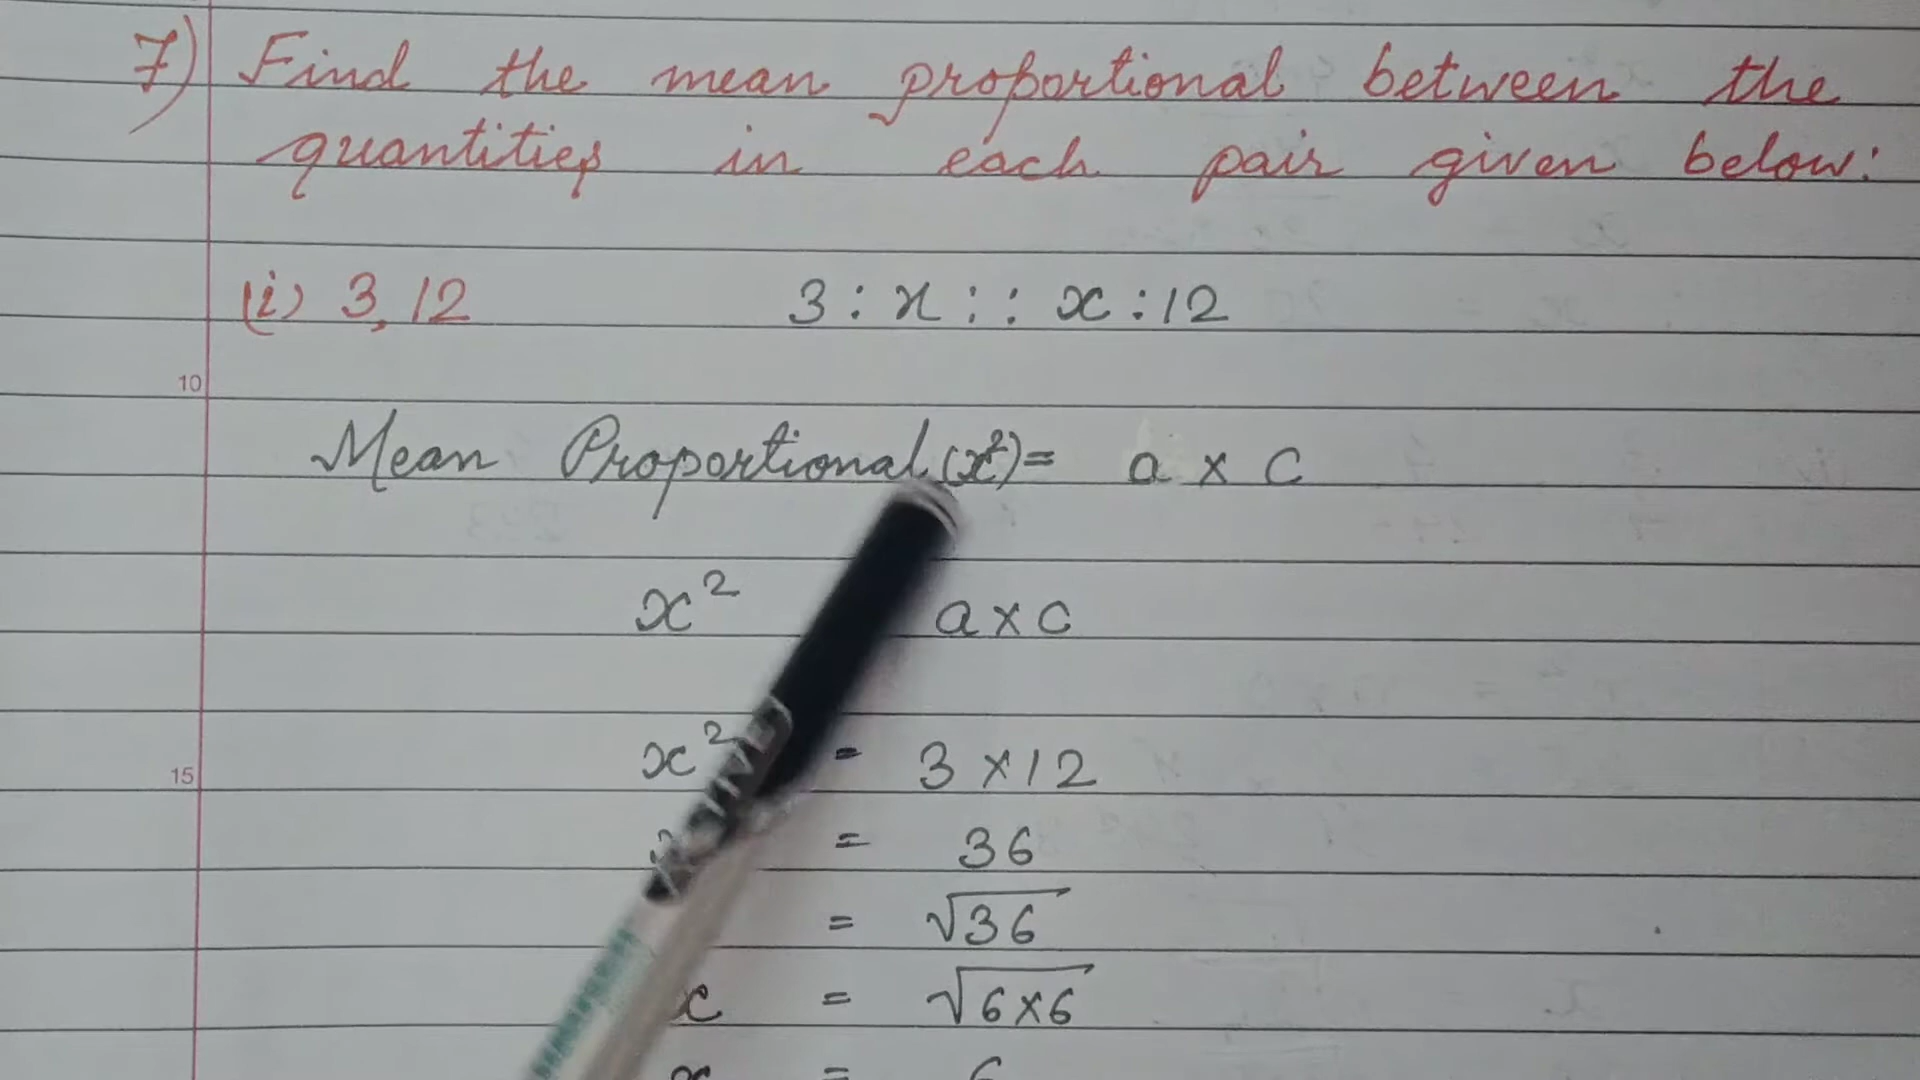 7) Find the mean proportional between the
quantities in each pair given below:
(i) 3, 12 3 : x : : x : 12
10
Mean Proportional (x²) = a x c
x² a x c
15
x² = 3 x 12
= 36
= √36
x = √6x6
x = 6